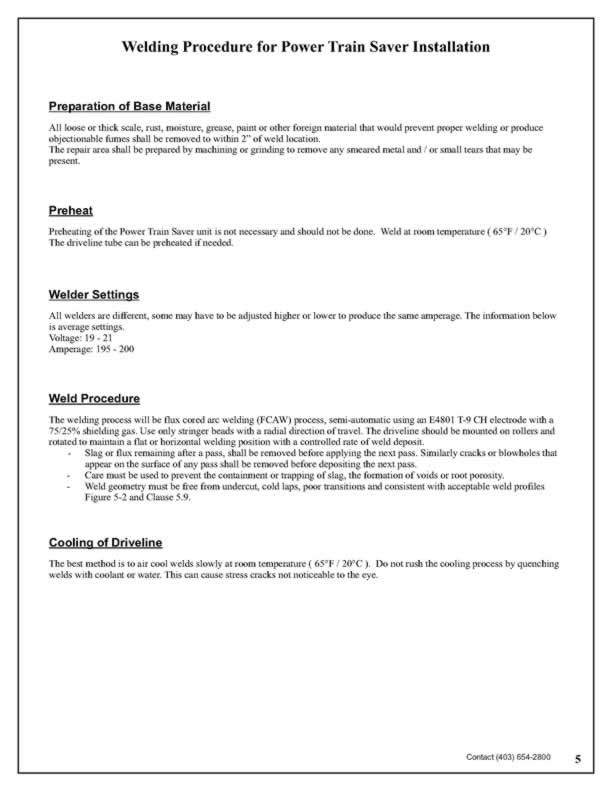 Welding Procedure for Power Train Saver Installation
Preparation of Base Material
All loose or thick scale, rust, moisture, grease, paint or other foreign material that would prevent proper welding or produce
objectionable fumes shall be removed to within 2” of weld location.
The repair area shall be prepared by machining or grinding to remove any smeared metal and / or small tears that may be
present.
Preheat
Preheating of the Power Train Saver unit is not necessary and should not be done. Weld at room temperature ( 65°F / 20°C )
The driveline tube can be preheated if needed.
Welder Settings
All welders are different, some may have to be adjusted higher or lower to produce the same amperage. The information below
is average settings.
Voltage: 19 - 21
Amperage: 195 - 200
Weld Procedure
The welding process will be flux cored arc welding (FCAW) process, semi-automatic using an E4801 T-9 CH electrode with a
75/25% shielding gas. Use only stringer beads with a radial direction of travel. The driveline should be mounted on rollers and
rotated to maintain a flat or horizontal welding position with a controlled rate of weld deposit.
- Slag or flux remaining after a pass, shall be removed before applying the next pass. Similarly cracks or blowholes that
appear on the surface of any pass shall be removed before depositing the next pass.
- Care must be used to prevent the containment or trapping of slag, the formation of voids or root porosity.
- Weld geometry must be free from undercut, cold laps, poor transitions and consistent with acceptable weld profiles
Figure 5-2 and Clause 5.9.
Cooling of Driveline
The best method is to air cool welds slowly at room temperature ( 65°F / 20°C ). Do not rush the cooling process by quenching
welds with coolant or water. This can cause stress cracks not noticeable to the eye.
Contact (403) 654-2800
5